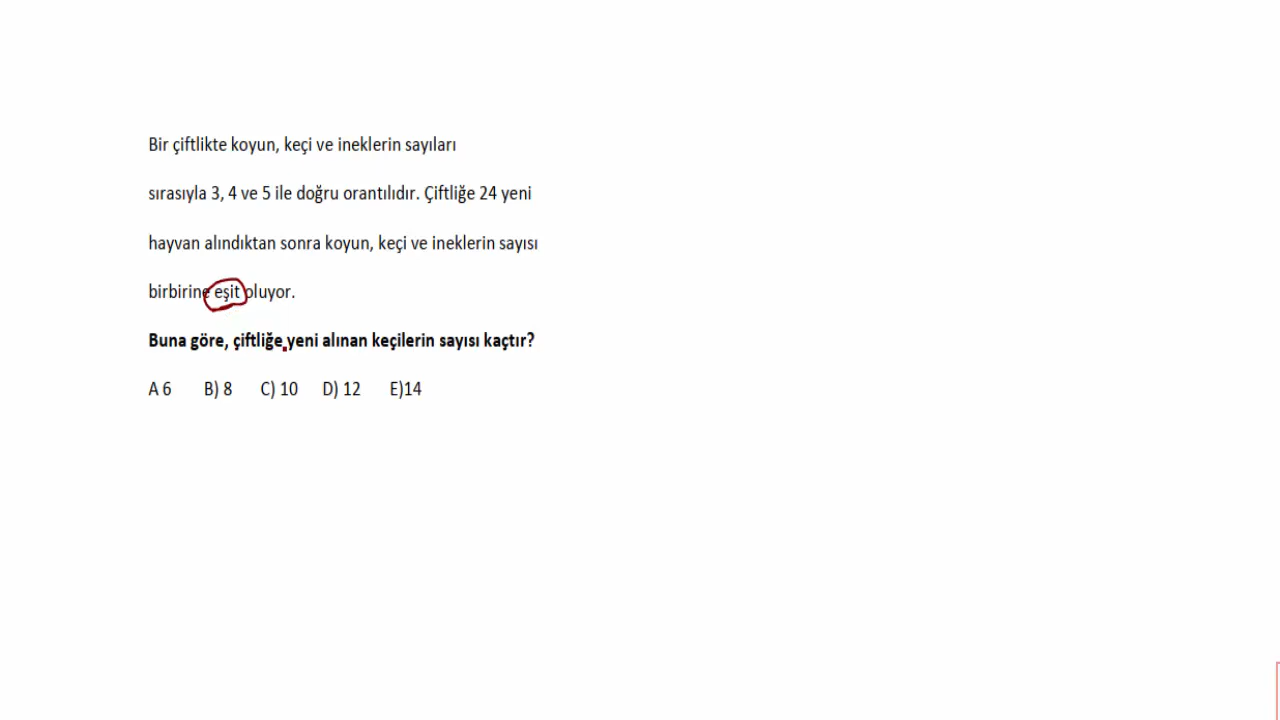 Bir çiftlikte koyun, keçi ve ineklerin sayıları
sırasıyla 3, 4 ve 5 ile doğru orantılıdır. Çiftliğe 24 yeni
hayvan alındıktan sonra koyun, keçi ve ineklerin sayısı
birbirine eşit oluyor.
Buna göre, çiftliğe yeni alınan keçilerin sayısı kaçtır?
A 6 B) 8 C) 10 D) 12 E)14